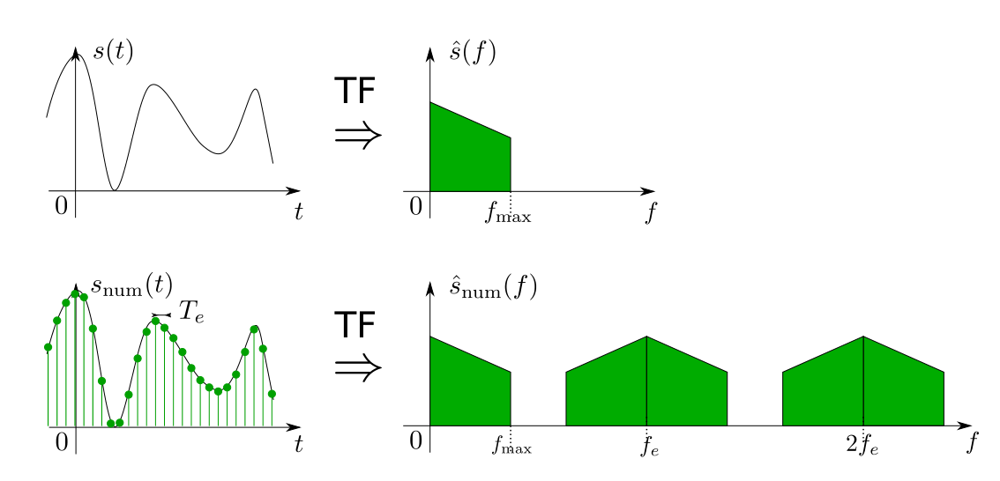 s(t)
TF
⇒
ŝ(f)
0
t
0
f_max
f
s_num(t)
T_e
TF
⇒
ŝ_num(f)
0
t
0
f_max
f_e
2f_e
f